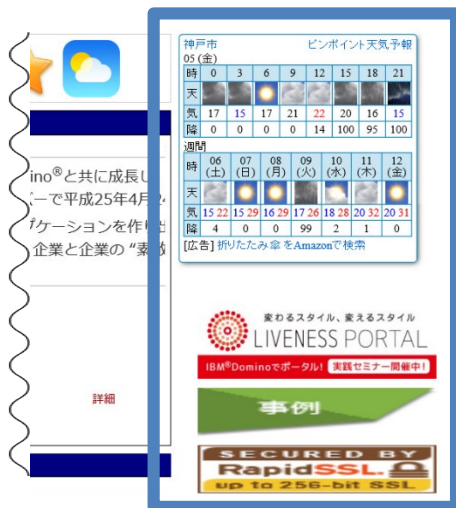 神戸市 ピンポイント天気予報
05 (金)
時 0 3 6 9 12 15 18 21
天
気 17 15 17 21 22 20 16 15
降 0 0 0 0 14 100 95 100
週間
時 06 (土) 07 (日) 08 (月) 09 (火) 10 (水) 11 (木) 12 (金)
天
気 15 22 15 29 16 29 17 26 18 28 20 32 20 31
降 4 0 0 99 2 1 0
[広告] 折りたたみ傘 をAmazonで検索
ino®と共に成長し
バーで平成25年4月24
プケーションを作り出
企業と企業の “素
詳細
変わるスタイル、変えるスタイル
LIVENESS PORTAL
IBM®Dominoでポータル! 実践セミナー開催中!
事例
SECURED BY
RapidSSL.
up to 256-bit SSL